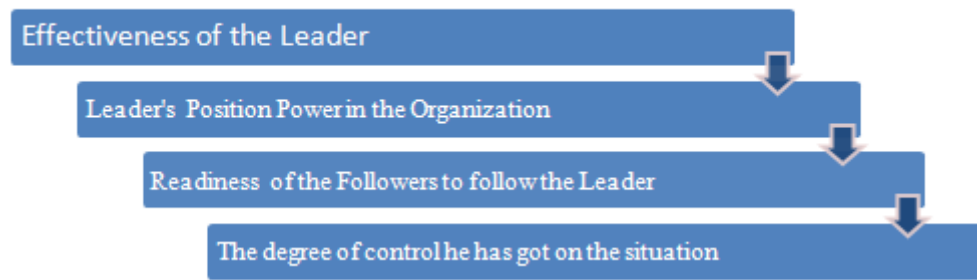 Effectiveness of the Leader
Leader's Position Power in the Organization
Readiness of the Followers to follow the Leader
The degree of control he has got on the situation